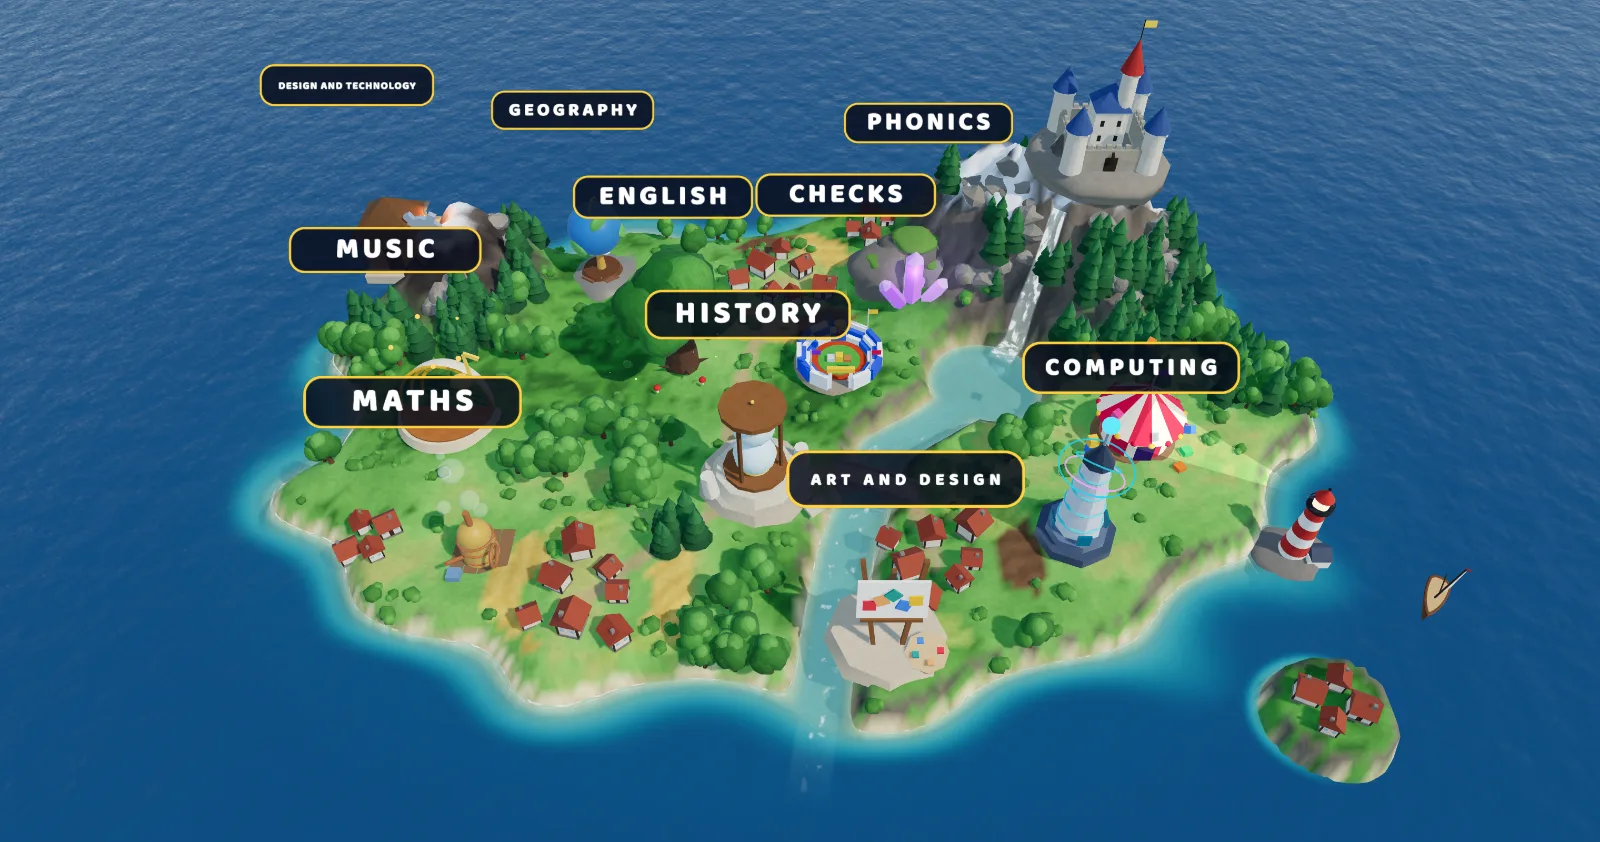 DESIGN AND TECHNOLOGY
GEOGRAPHY
PHONICS
ENGLISH
CHECKS
MUSIC
HISTORY
COMPUTING
MATHS
ART AND DESIGN